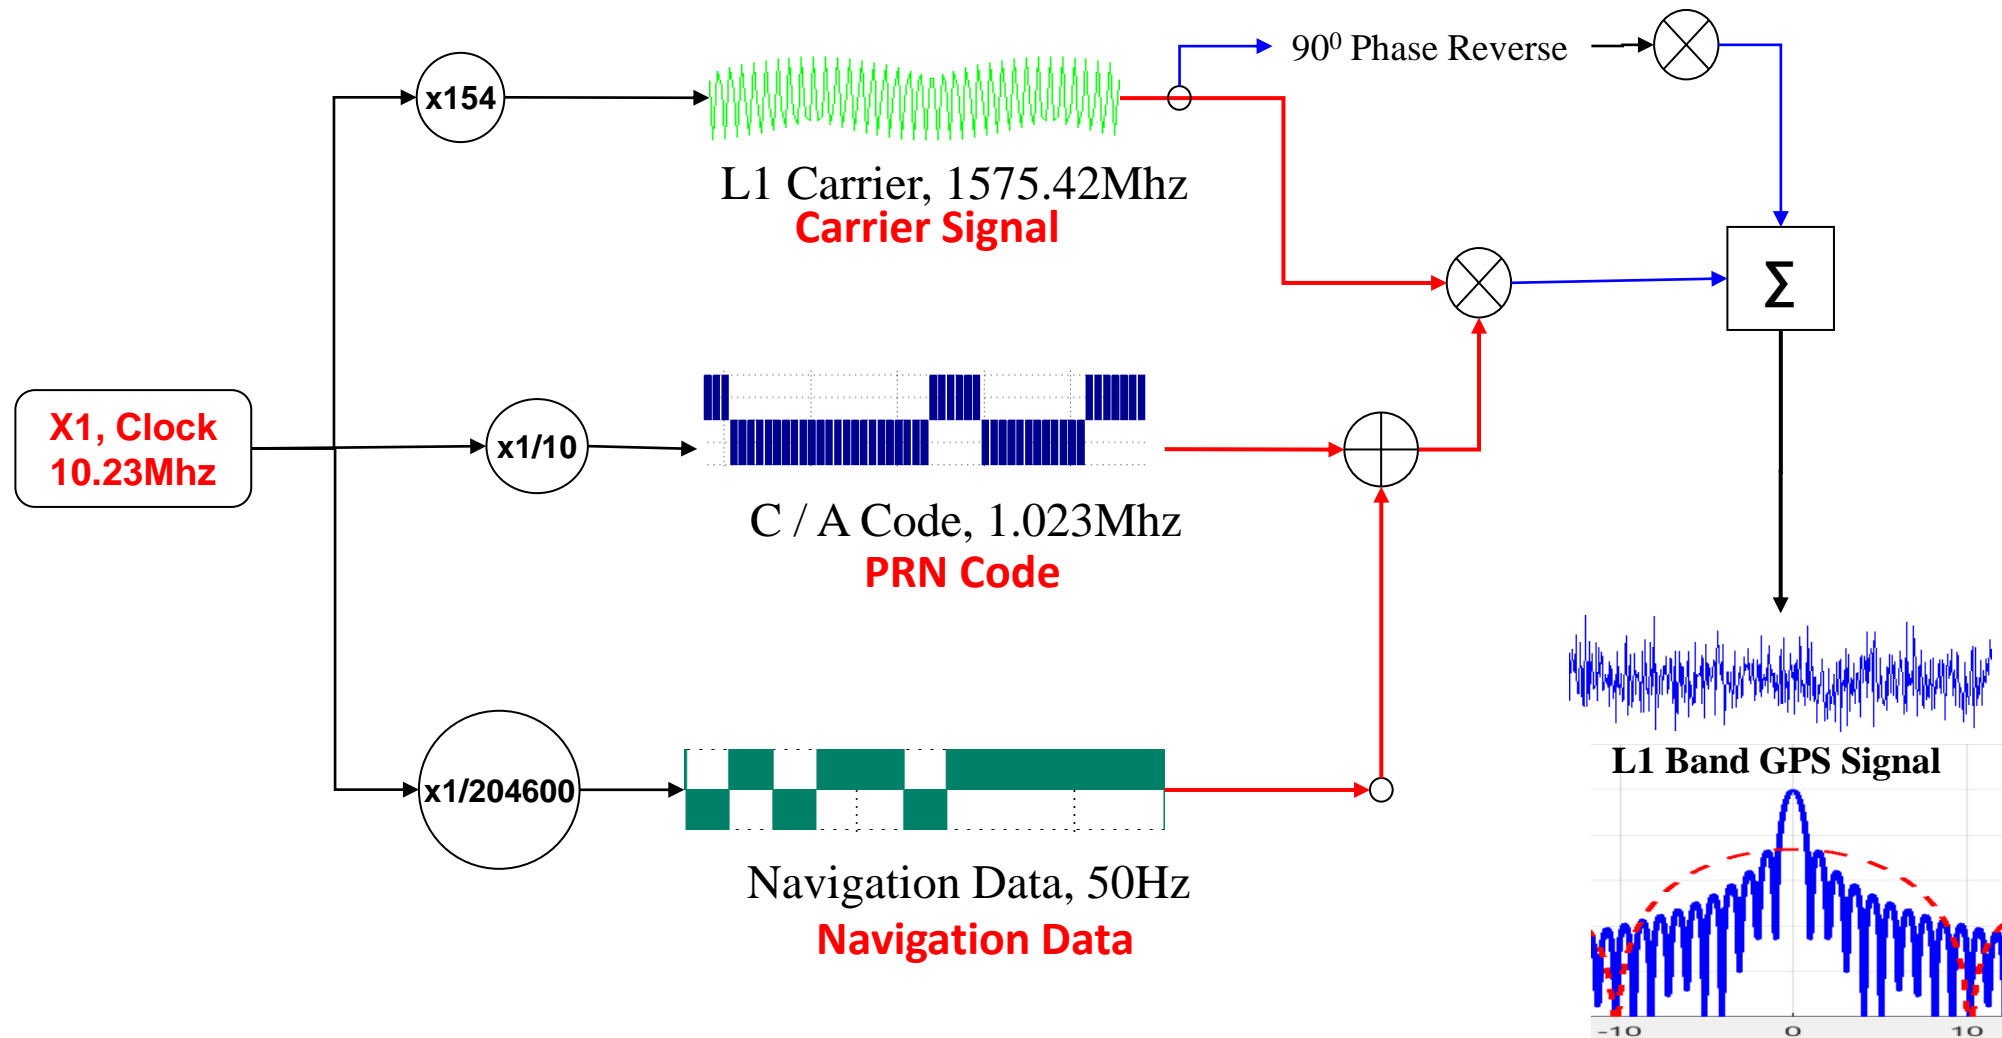 90⁰ Phase Reverse
x154
L1 Carrier, 1575.42Mhz
Carrier Signal
Σ
X1, Clock
10.23Mhz
x1/10
C / A Code, 1.023Mhz
PRN Code
x1/204600
Navigation Data, 50Hz
Navigation Data
L1 Band GPS Signal
-10 0 10